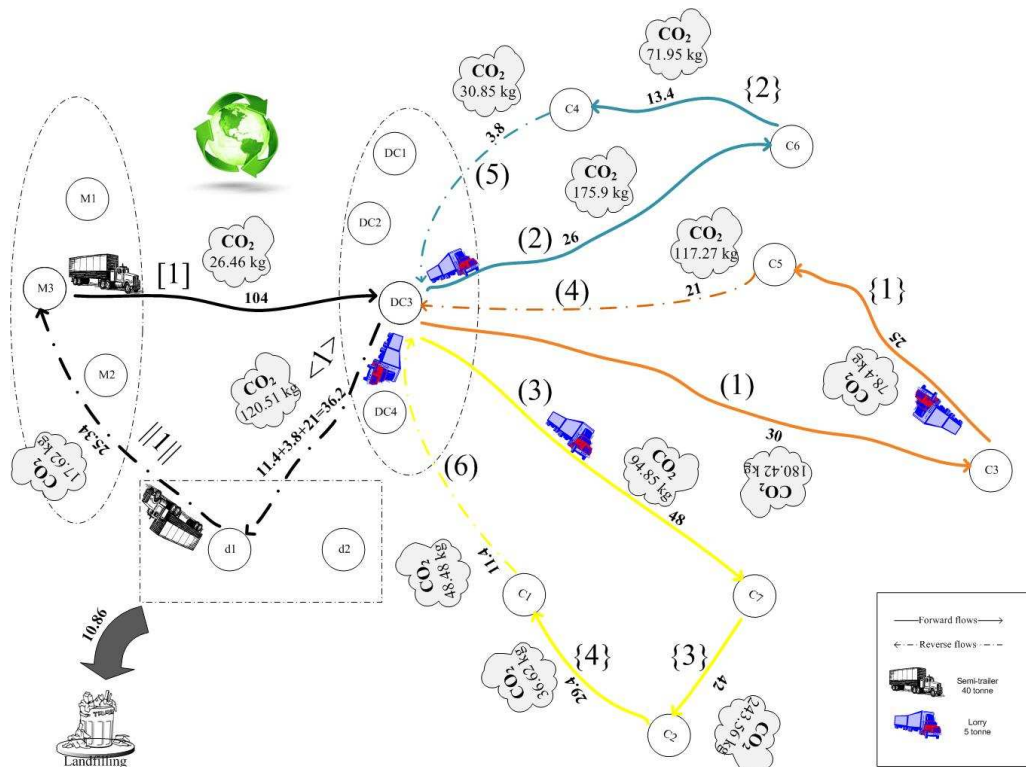 CO₂
71.95 kg
CO₂
30.85 kg
13.4
{2}
C4
C6
3.8
DC1
(5)
CO₂
175.9 kg
M1
DC2
CO₂
26.46 kg
[1]
(2)
26
CO₂
117.27 kg
C5
M3
104
DC3
(4)
21
{1}
25
CO₂
78.4 kg
M2
<1>
CO₂
120.51 kg
11.4+3.8+21=36.2
DC4
(3)
(1)
30
C3
25.34
||1||
CO₂
17.62 kg
(6)
CO₂
94.85 kg
CO₂
180.42 kg
48
d1
d2
11.4
CO₂
48.48 kg
C1
C7
10.86
{4}
29.4
CO₂
36.62 kg
{3}
42
C2
CO₂
243.56 kg
TRASH
Landfilling
Forward flows
Reverse flows
Semi-trailer
40 tonne
Lorry
5 tonne